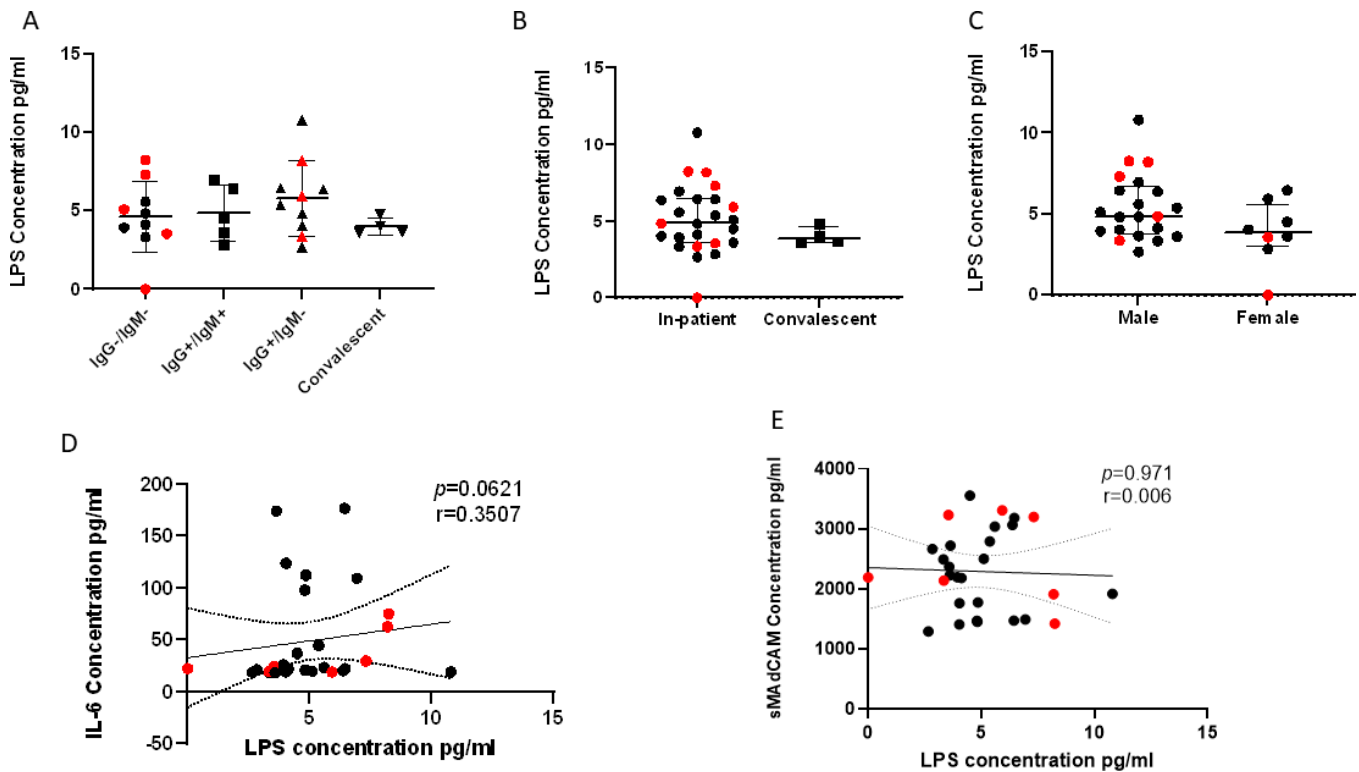 A
LPS Concentration pg/ml
15
10
5
0
IgG-/IgM-
IgG+/IgM+
IgG+/IgM-
Convalescent
B
LPS Concentration pg/ml
15
10
5
0
In-patient
Convalescent
C
LPS Concentration pg/ml
15
10
5
0
Male
Female
D
IL-6 Concentration pg/ml
200
150
100
50
0
-50
5
10
15
LPS concentration pg/ml
p=0.0621
r=0.3507
E
sMAdCAM Concentration pg/ml
4000
3000
2000
1000
0
0
5
10
15
LPS concentration pg/ml
p=0.971
r=0.006